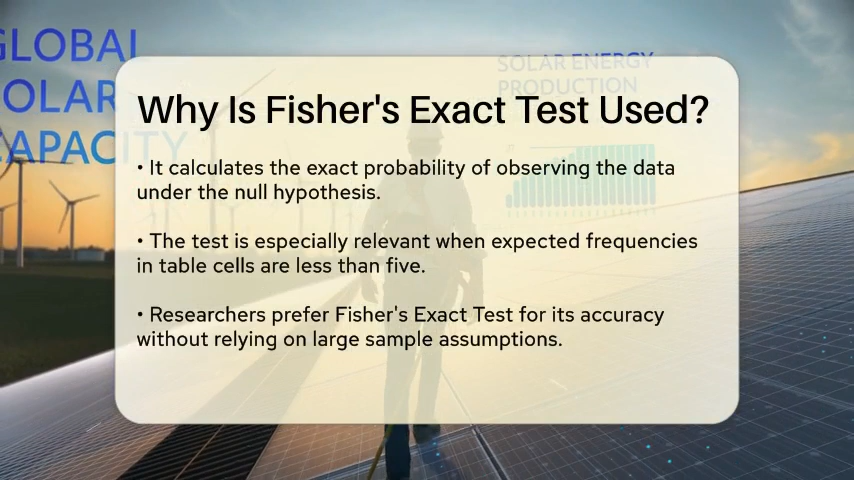 GLOBAL
SOLAR
CAPACITY
SOLAR ENERGY
PRODUCTION
Why Is Fisher's Exact Test Used?
• It calculates the exact probability of observing the data
under the null hypothesis.
• The test is especially relevant when expected frequencies
in table cells are less than five.
• Researchers prefer Fisher's Exact Test for its accuracy
without relying on large sample assumptions.